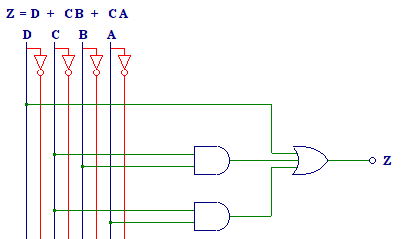 Z = D + CB + CA
D C B A
Z